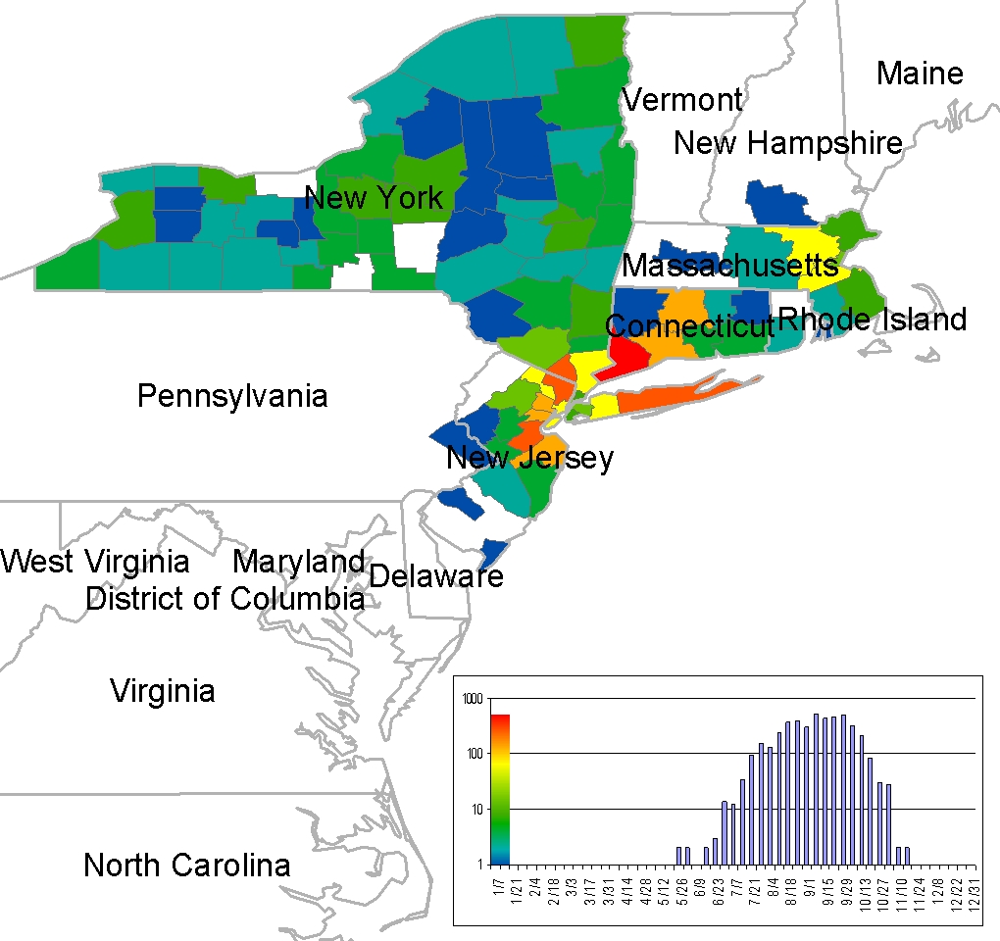 Maine
Vermont
New Hampshire
New York
Massachusetts
Connecticut
Rhode Island
Pennsylvania
New Jersey
West Virginia
Maryland
Delaware
District of Columbia
Virginia
North Carolina
1000
100
10
1
1/7
1/21
2/4
2/18
3/3
3/17
3/31
4/14
4/28
5/12
5/26
6/9
6/23
7/7
7/21
8/4
8/18
9/1
9/15
9/29
10/13
10/27
11/10
11/24
12/8
12/22
12/31